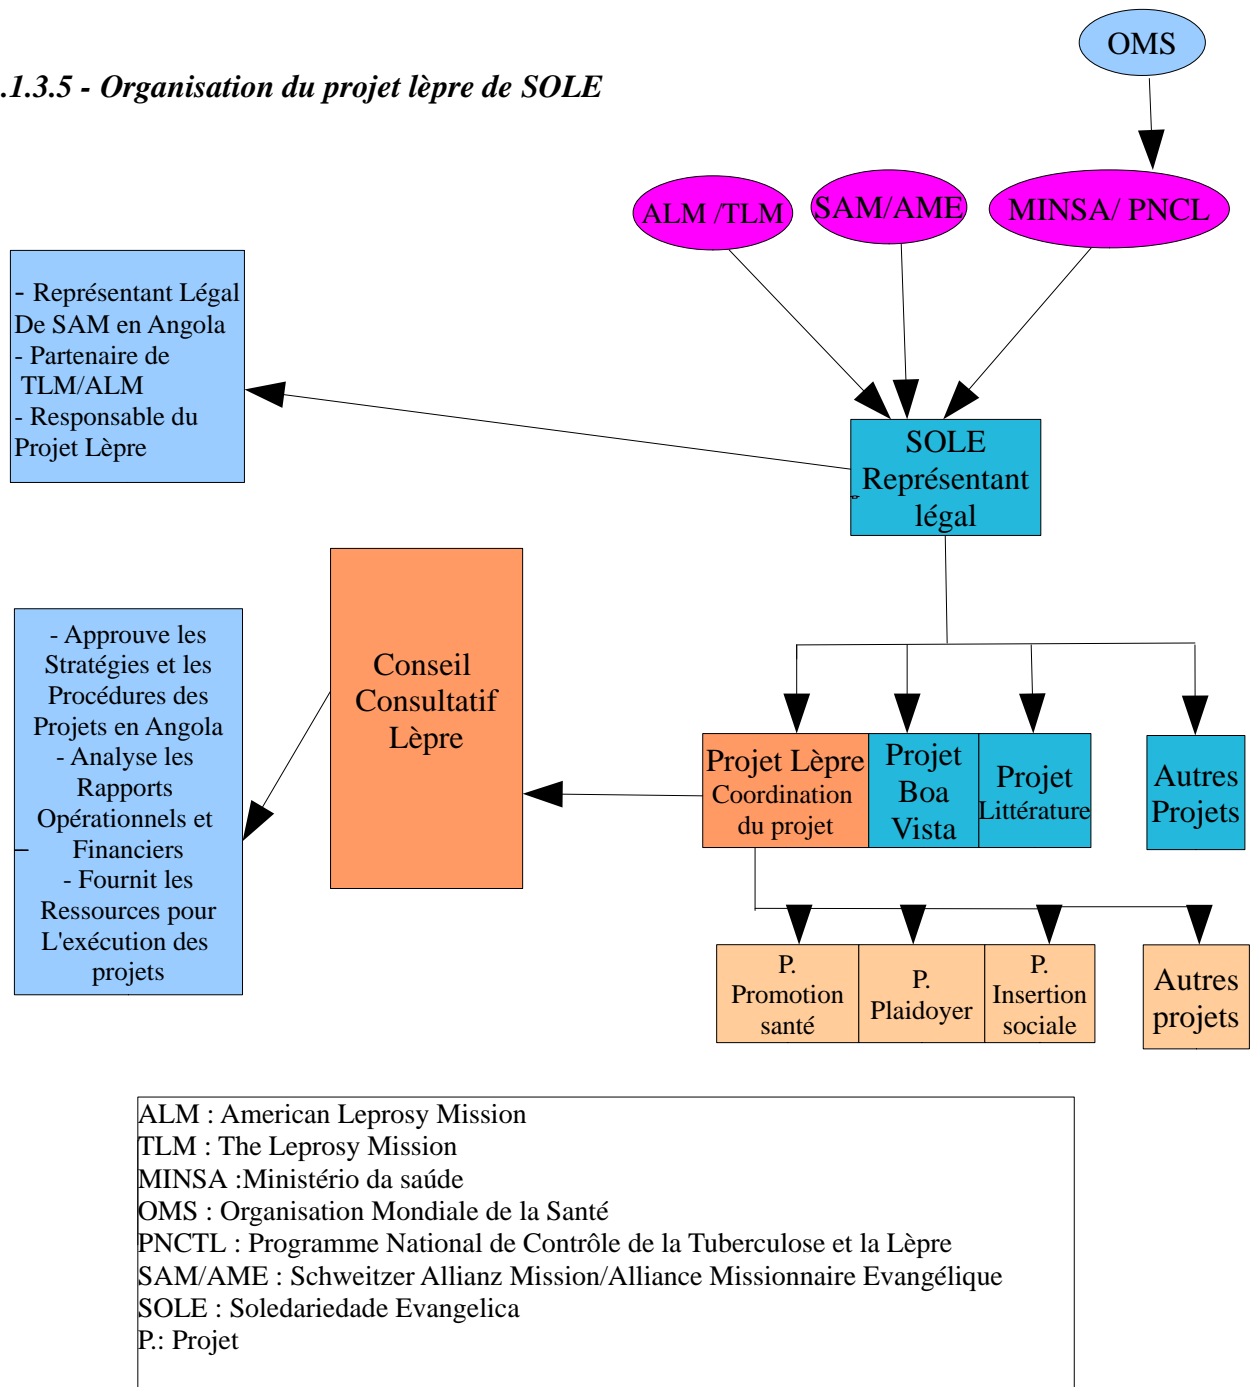 OMS
.1.3.5 - Organisation du projet lèpre de SOLE
ALM /TLM
SAM/AME
MINSA/ PNCL
- Représentant Légal
De SAM en Angola
- Partenaire de
TLM/ALM
- Responsable du
Projet Lèpre
SOLE
Représentant
légal
- Approuve les
Stratégies et les
Procédures des
Projets en Angola
- Analyse les
Rapports
Opérationnels et
Financiers
- Fournit les
Ressources pour
L'exécution des
projets
Conseil
Consultatif
Lèpre
Projet Lèpre
Coordination
du projet
Projet
Boa
Vista
Projet
Littérature
Autres
Projets
P.
Promotion
santé
P.
Plaidoyer
P.
Insertion
sociale
Autres
projets
ALM : American Leprosy Mission
TLM : The Leprosy Mission
MINSA :Ministério da saúde
OMS : Organisation Mondiale de la Santé
PNCTL : Programme National de Contrôle de la Tuberculose et la Lèpre
SAM/AME : Schweitzer Allianz Mission/Alliance Missionnaire Evangélique
SOLE : Soledariedade Evangelica
P.: Projet